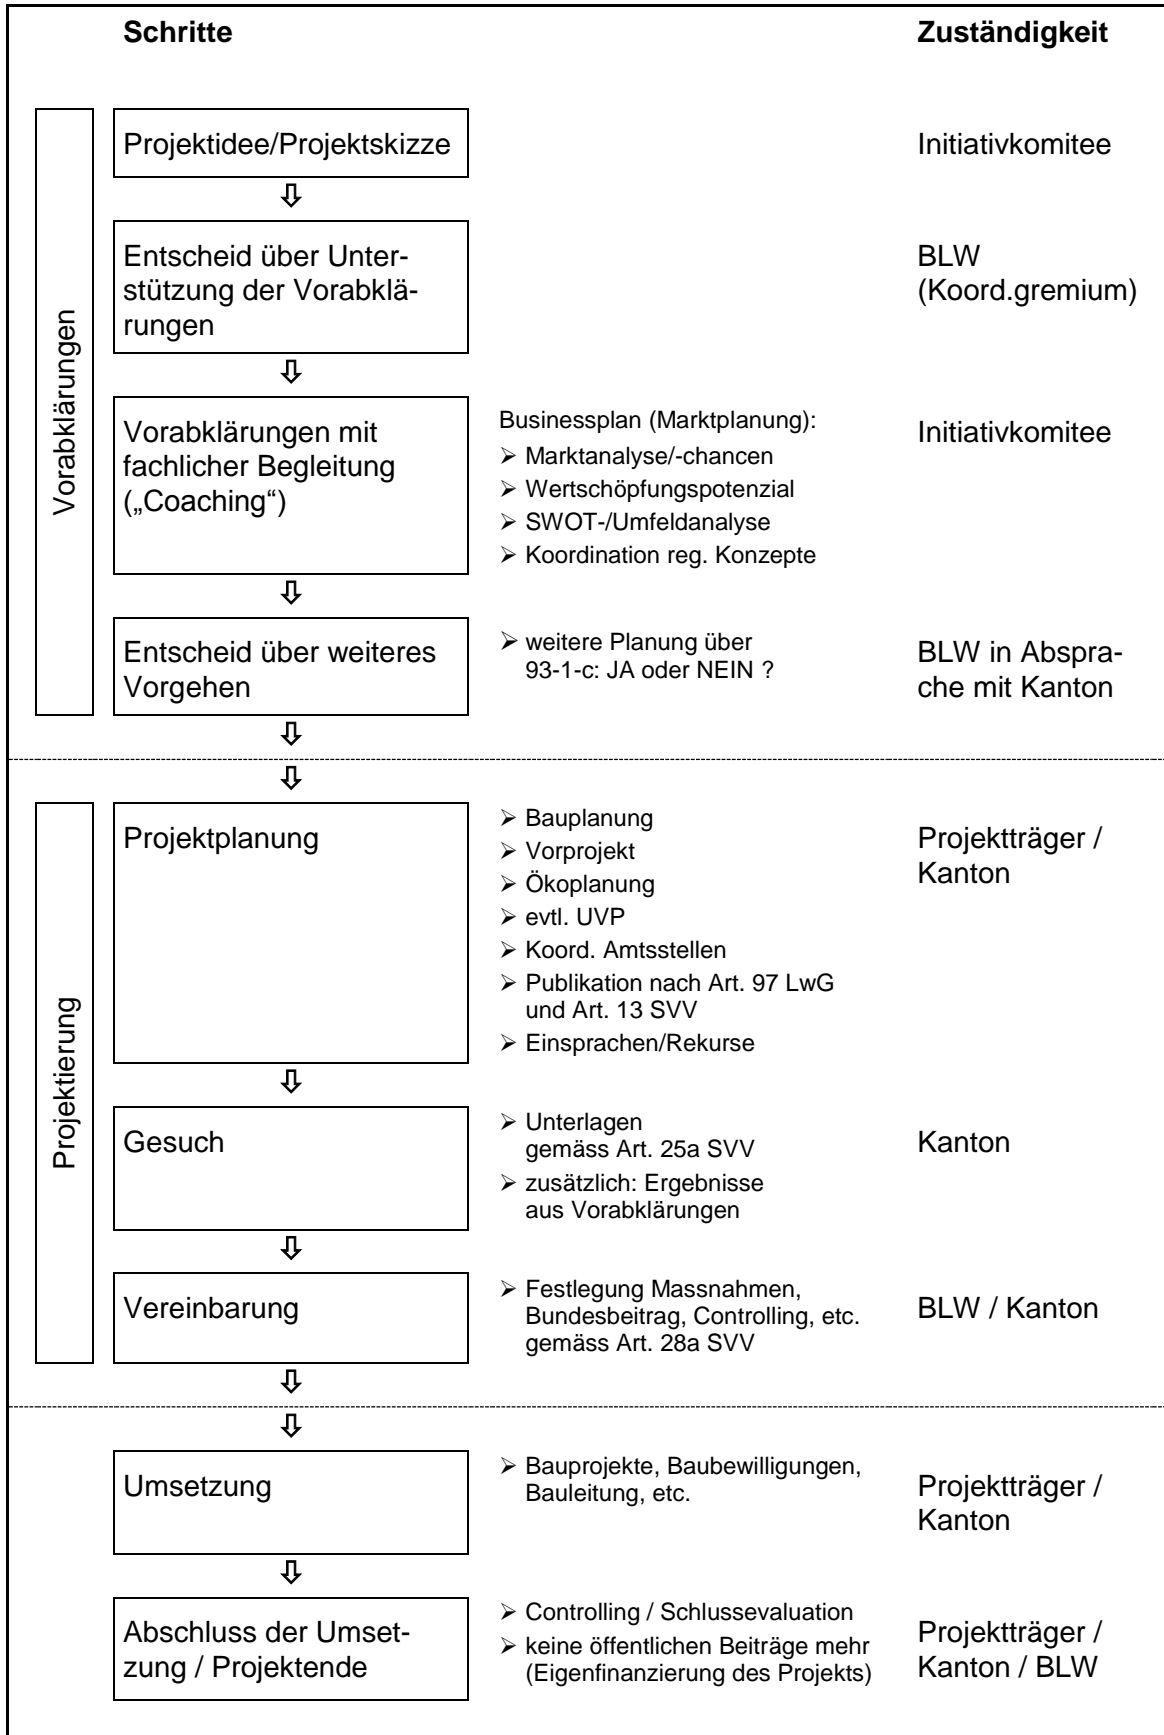 Schritte
Zuständigkeit
Vorabklärungen
Projektidee/Projektskizze
Initiativkomitee
Entscheid über Unter-
stützung der Vorabklä-
rungen
BLW
(Koord.gremium)
Vorabklärungen mit
fachlicher Begleitung
(„Coaching“)
Businessplan (Marktplanung):
➢ Marktanalyse/-chancen
➢ Wertschöpfungspotenzial
➢ SWOT-/Umfeldanalyse
➢ Koordination reg. Konzepte
Initiativkomitee
Entscheid über weiteres
Vorgehen
➢ weitere Planung über
93-1-c: JA oder NEIN ?
BLW in Abspra-
che mit Kanton
Projektierung
Projektplanung
➢ Bauplanung
➢ Vorprojekt
➢ Ökoplanung
➢ evtl. UVP
➢ Koord. Amtsstellen
➢ Publikation nach Art. 97 LwG
und Art. 13 SVV
➢ Einsprachen/Rekurse
Projektträger /
Kanton
Gesuch
➢ Unterlagen
gemäss Art. 25a SVV
➢ zusätzlich: Ergebnisse
aus Vorabklärungen
Kanton
Vereinbarung
➢ Festlegung Massnahmen,
Bundesbeitrag, Controlling, etc.
gemäss Art. 28a SVV
BLW / Kanton
Umsetzung
➢ Bauprojekte, Baubewilligungen,
Bauleitung, etc.
Projektträger /
Kanton
Abschluss der Umset-
zung / Projektende
➢ Controlling / Schlussevaluation
➢ keine öffentlichen Beiträge mehr
(Eigenfinanzierung des Projekts)
Projektträger /
Kanton / BLW